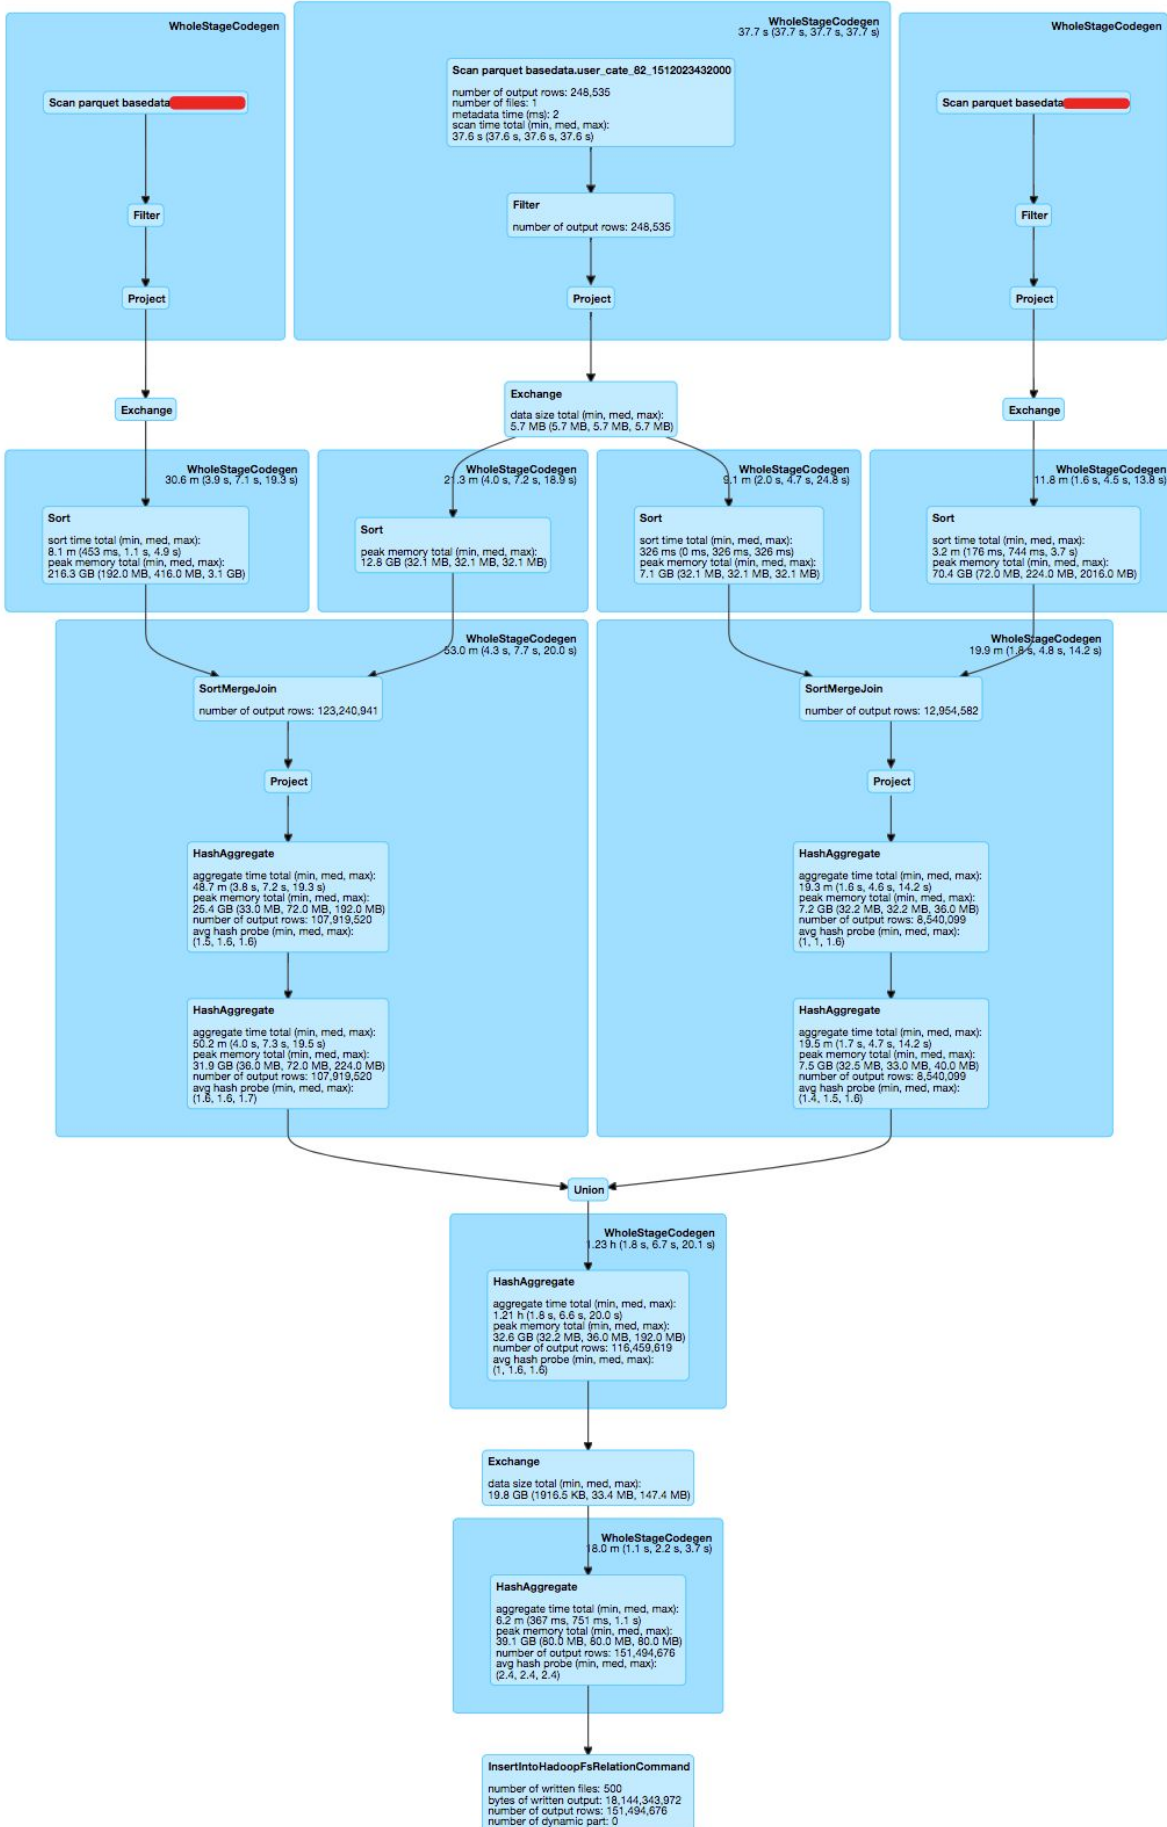 WholeStageCodegen
Scan parquet basedata
Filter
Project
WholeStageCodegen
37.7 s (37.7 s, 37.7 s, 37.7 s)
Scan parquet basedata.user_cate_82_1512023432000
number of output rows: 248,535
number of files: 1
metadata time (ms): 2
scan time total (min, med, max):
37.6 s (37.6 s, 37.6 s, 37.6 s)
Filter
number of output rows: 248,535
Project
WholeStageCodegen
Scan parquet basedata
Filter
Project
Exchange
Exchange
data size total (min, med, max):
5.7 MB (5.7 MB, 5.7 MB, 5.7 MB)
Exchange
WholeStageCodegen
30.6 m (3.9 s, 7.1 s, 19.3 s)
Sort
sort time total (min, med, max):
8.1 m (453 ms, 1.1 s, 4.9 s)
peak memory total (min, med, max):
216.3 GB (192.0 MB, 416.0 MB, 3.1 GB)
WholeStageCodegen
21.3 m (4.0 s, 7.2 s, 18.9 s)
Sort
peak memory total (min, med, max):
12.8 GB (32.1 MB, 32.1 MB, 32.1 MB)
WholeStageCodegen
9.1 m (2.0 s, 4.7 s, 24.8 s)
Sort
sort time total (min, med, max):
326 ms (0 ms, 326 ms, 326 ms)
peak memory total (min, med, max):
7.1 GB (32.1 MB, 32.1 MB, 32.1 MB)
WholeStageCodegen
11.8 m (1.6 s, 4.5 s, 13.8 s)
Sort
sort time total (min, med, max):
3.2 m (176 ms, 744 ms, 3.7 s)
peak memory total (min, med, max):
70.4 GB (72.0 MB, 224.0 MB, 2016.0 MB)
WholeStageCodegen
53.0 m (4.3 s, 7.7 s, 20.0 s)
SortMergeJoin
number of output rows: 123,240,941
Project
HashAggregate
aggregate time total (min, med, max):
48.7 m (3.8 s, 7.2 s, 19.3 s)
peak memory total (min, med, max):
25.4 GB (33.0 MB, 72.0 MB, 192.0 MB)
number of output rows: 107,919,520
avg hash probe (min, med, max):
(1.5, 1.6, 1.6)
HashAggregate
aggregate time total (min, med, max):
50.2 m (4.0 s, 7.3 s, 19.5 s)
peak memory total (min, med, max):
31.9 GB (36.0 MB, 72.0 MB, 224.0 MB)
number of output rows: 107,919,520
avg hash probe (min, med, max):
(1.6, 1.6, 1.7)
WholeStageCodegen
19.9 m (1.8 s, 4.8 s, 14.2 s)
SortMergeJoin
number of output rows: 12,954,582
Project
HashAggregate
aggregate time total (min, med, max):
19.3 m (1.6 s, 4.6 s, 14.2 s)
peak memory total (min, med, max):
7.2 GB (32.2 MB, 32.2 MB, 36.0 MB)
number of output rows: 8,540,099
avg hash probe (min, med, max):
(1, 1, 1.6)
HashAggregate
aggregate time total (min, med, max):
19.5 m (1.7 s, 4.7 s, 14.2 s)
peak memory total (min, med, max):
7.5 GB (32.5 MB, 33.0 MB, 40.0 MB)
number of output rows: 8,540,099
avg hash probe (min, med, max):
(1.4, 1.5, 1.6)
Union
WholeStageCodegen
1.23 h (1.8 s, 6.7 s, 20.1 s)
HashAggregate
aggregate time total (min, med, max):
1.21 h (1.8 s, 6.6 s, 20.0 s)
peak memory total (min, med, max):
32.6 GB (32.2 MB, 36.0 MB, 192.0 MB)
number of output rows: 116,459,619
avg hash probe (min, med, max):
(1, 1.6, 1.6)
Exchange
data size total (min, med, max):
19.8 GB (1916.5 KB, 33.4 MB, 147.4 MB)
WholeStageCodegen
18.0 m (1.1 s, 2.2 s, 3.7 s)
HashAggregate
aggregate time total (min, med, max):
6.2 m (367 ms, 751 ms, 1.1 s)
peak memory total (min, med, max):
39.1 GB (80.0 MB, 80.0 MB, 80.0 MB)
number of output rows: 151,494,676
avg hash probe (min, med, max):
(2.4, 2.4, 2.4)
InsertIntoHadoopFsRelationCommand
number of written files: 500
bytes of written output: 18,144,343,972
number of output rows: 151,494,676
number of dynamic part: 0